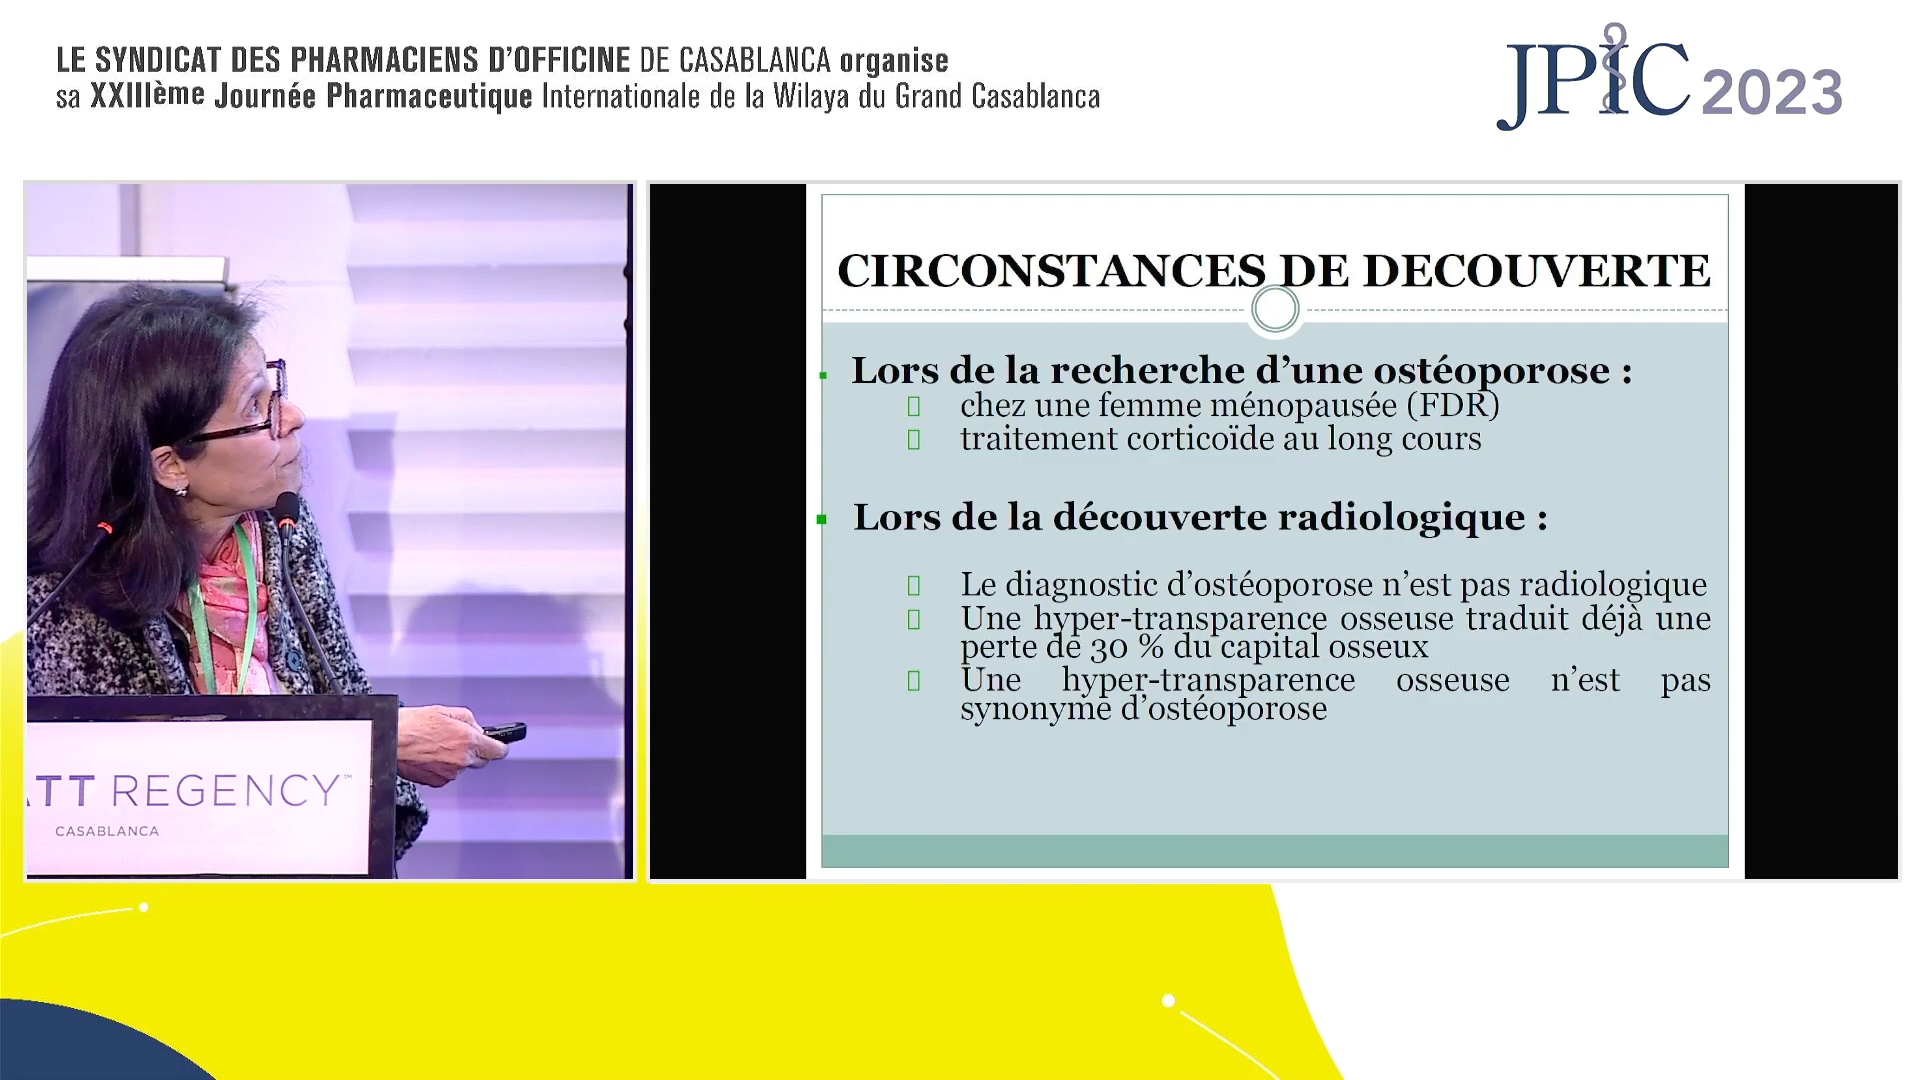 LE SYNDICAT DES PHARMACIENS D'OFFICINE DE CASABLANCA organise
sa XXIIIème Journée Pharmaceutique Internationale de la Wilaya du Grand Casablanca
JPIC 2023
CIRCONSTANCES DE DECOUVERTE
Lors de la recherche d'une ostéoporose :
chez une femme ménopausée (FDR)
traitement corticoïde au long cours
Lors de la découverte radiologique :
Le diagnostic d'ostéoporose n'est pas radiologique
Une hyper-transparence osseuse traduit déjà une
perte de 30 % du capital osseux
Une hyper-transparence osseuse n'est pas
synonyme d'ostéoporose
ATT REGENCY™
CASABLANCA